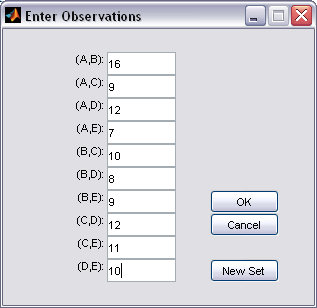 Enter Observations
(A,B): 16
(A,C): 9
(A,D): 12
(A,E): 7
(B,C): 10
(B,D): 8
(B,E): 9
(C,D): 12
(C,E): 11
(D,E): 10
OK
Cancel
New Set